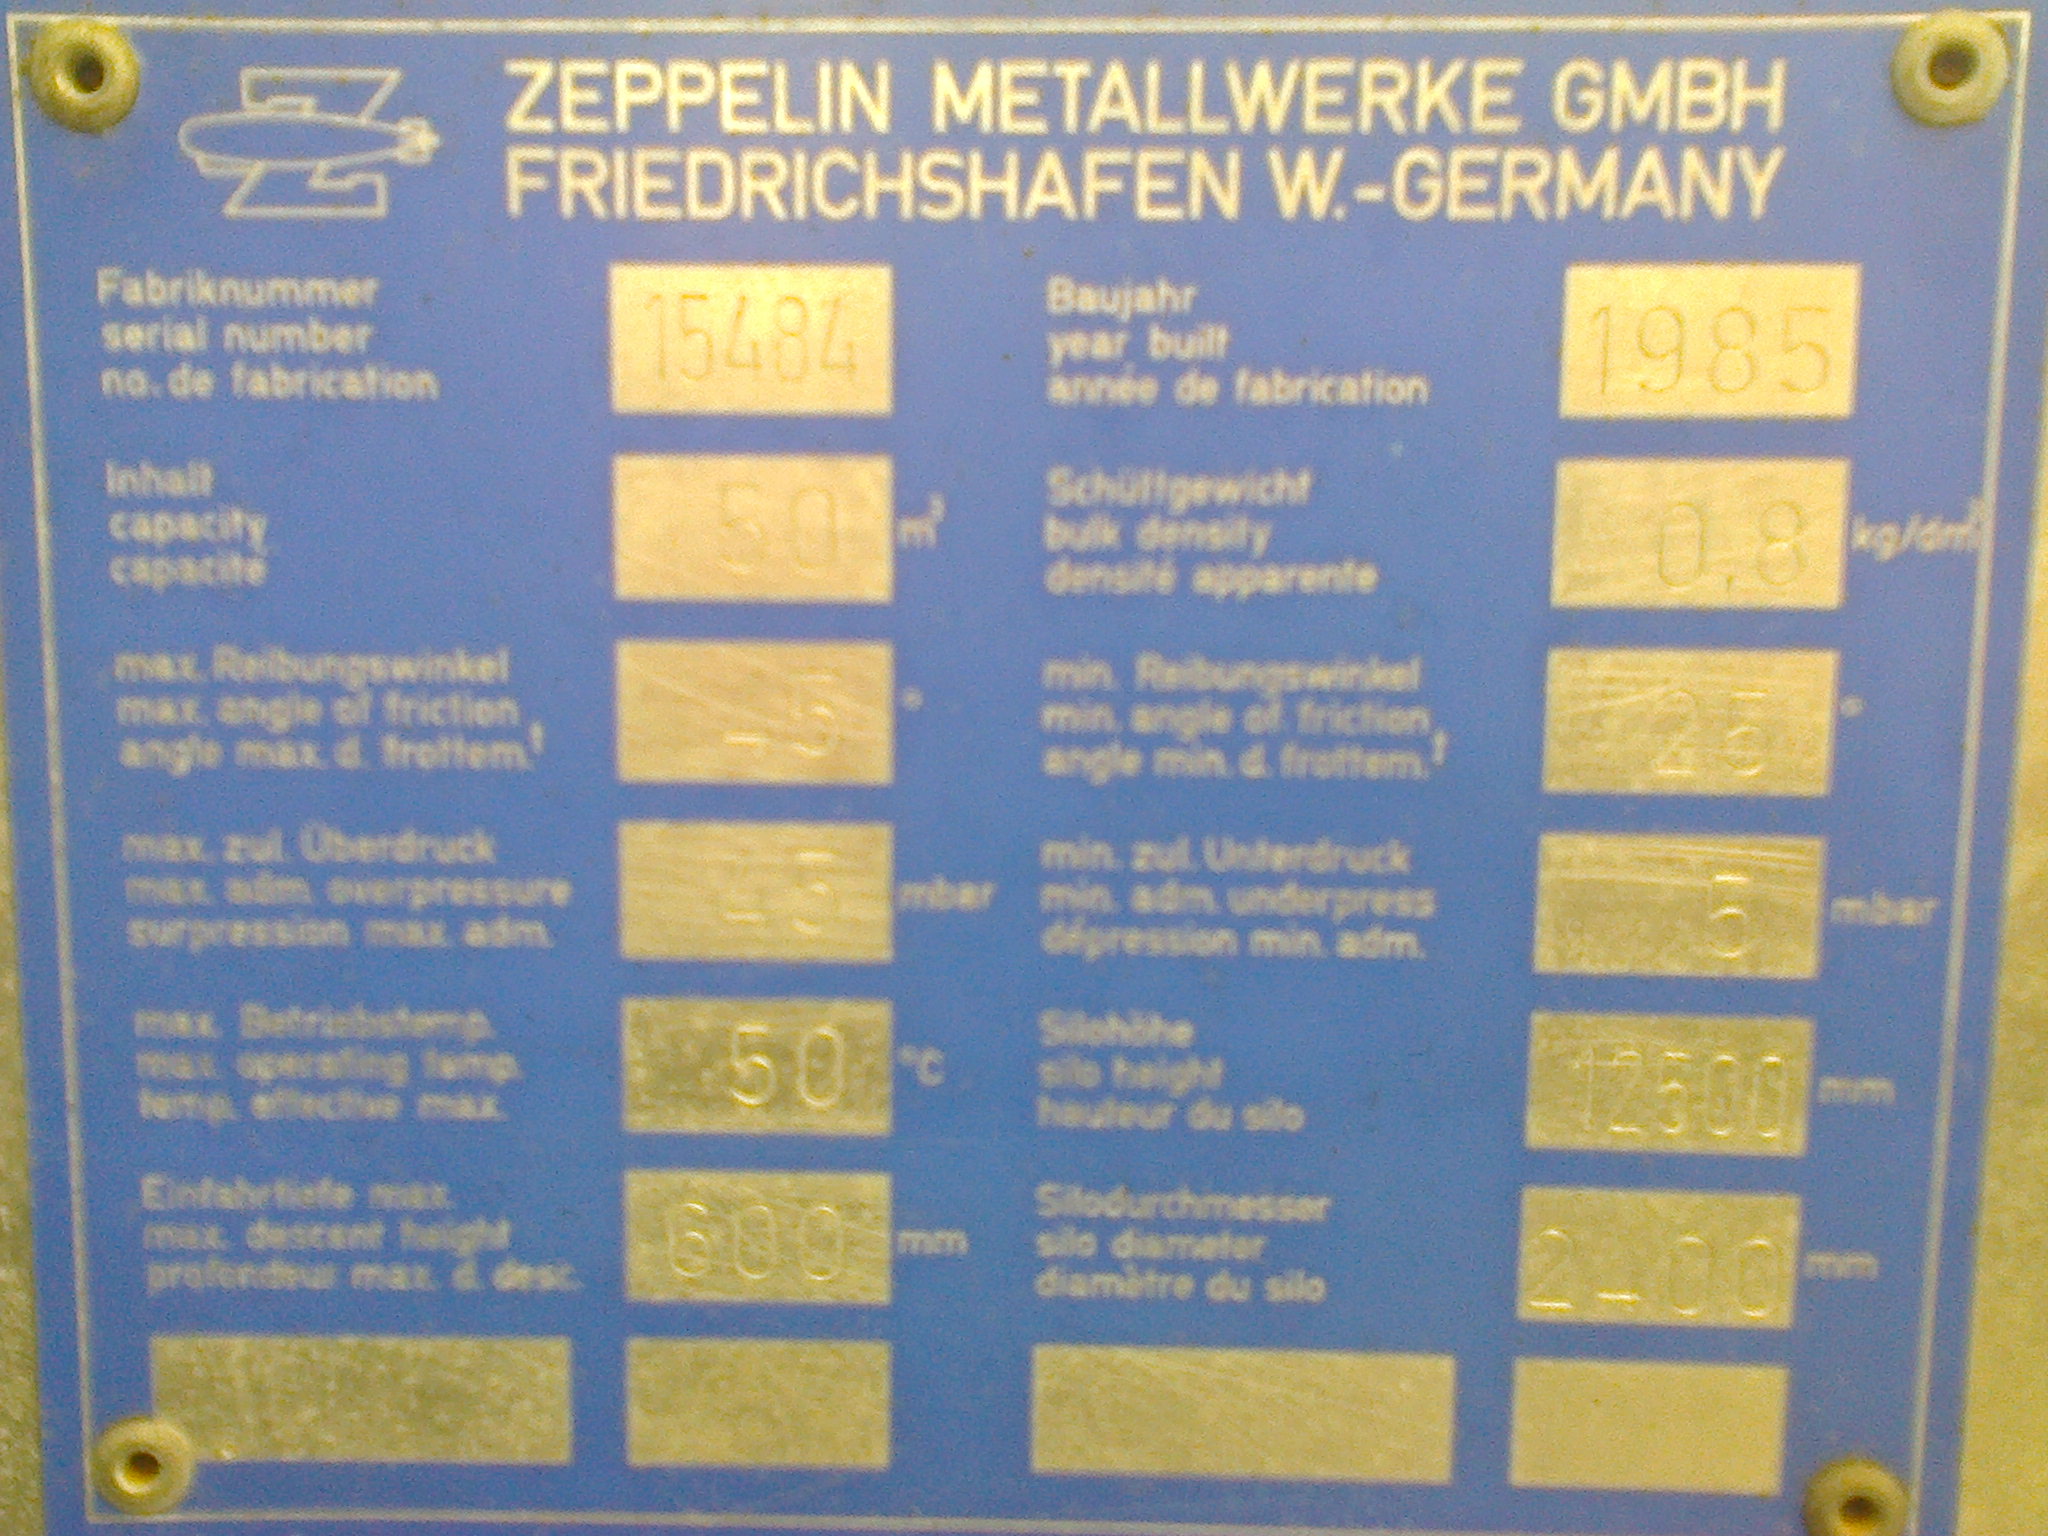 ZEPPELIN METALLWERKE GMBH
FRIEDRICHSHAFEN W.-GERMANY
Fabriknummer
serial number
no. de fabrication
15484
Baujahr
year built
année de fabrication
1985
Inhalt
capacity
capacité
50 m³
Schüttgewicht
bulk density
densité apparente
0,8 kg/dm³
max. Reibungswinkel
max. angle of friction
angle max. d. frottem.t
°
min. Reibungswinkel
min. angle of friction
angle min. d. frottem.t
25 °
max. zul. Überdruck
max. adm. overpressure
surpression max. adm.
mbar
min. zul. Unterdruck
min. adm. underpress
dépression min. adm.
5 mbar
max. Betriebstemp.
max. operating temp.
temp. effective max.
50 °C
Silohöhe
silo height
hauteur du silo
12500 mm
Einfahrtiefe max.
max. descent height
profondeur max. d. desc.
600 mm
Silodurchmesser
silo diameter
diamètre du silo
mm